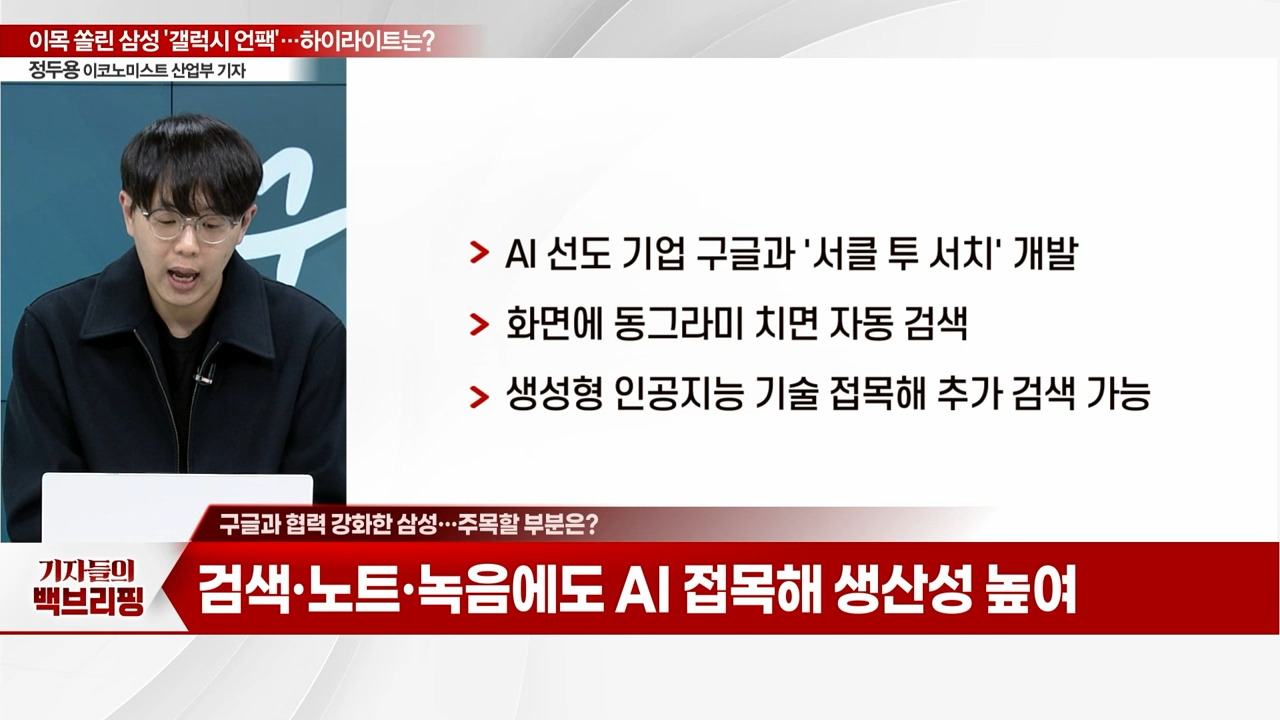 이목 쏠린 삼성 '갤럭시 언팩'…하이라이트는?
정두용 이코노미스트 산업부 기자
> AI 선도 기업 구글과 '서클 투 서치' 개발
> 화면에 동그라미 치면 자동 검색
> 생성형 인공지능 기술 접목해 추가 검색 가능
구글과 협력 강화한 삼성…주목할 부분은?
기자들의
백브리핑
검색·노트·녹음에도 AI 접목해 생산성 높여